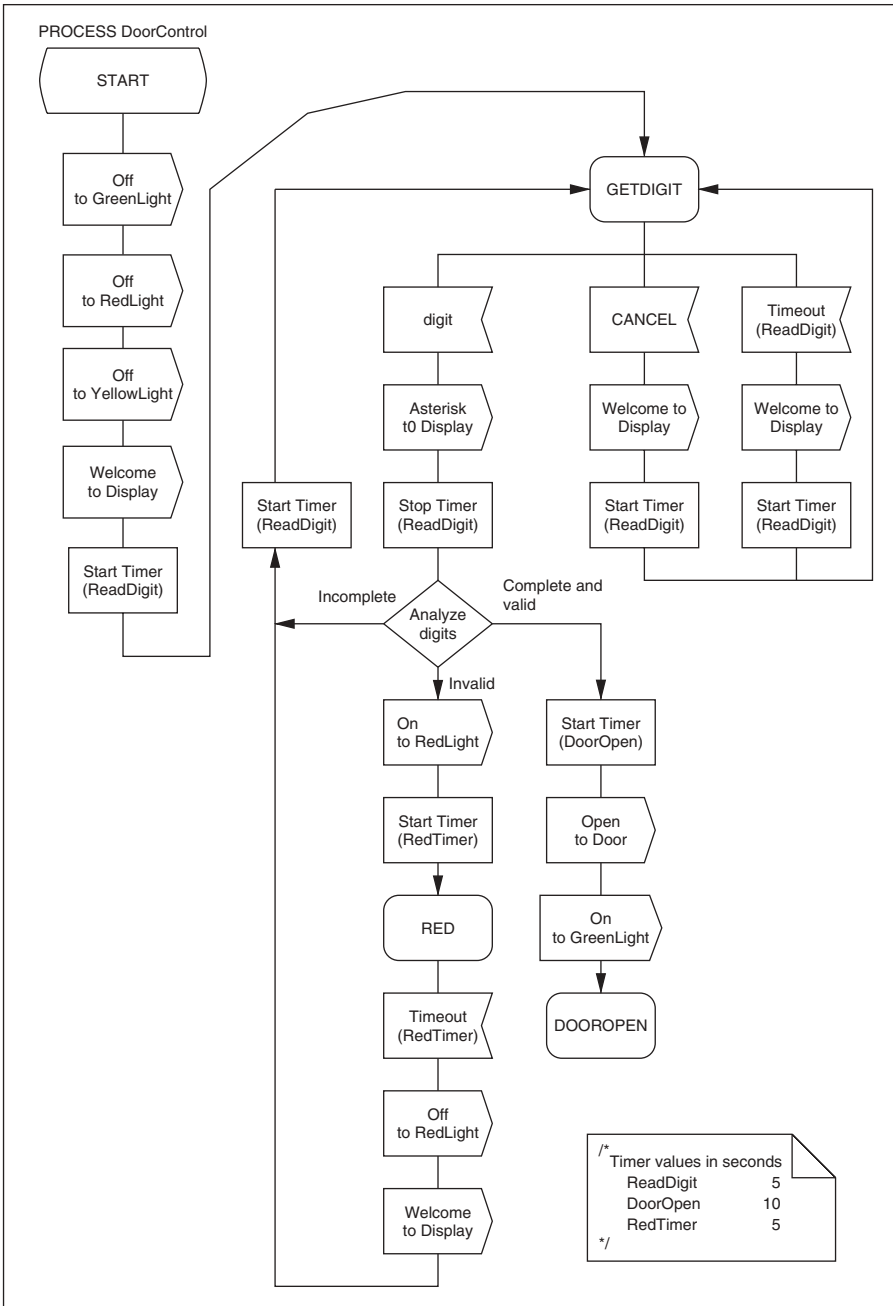 PROCESS DoorControl
START
Off
to GreenLight
Off
to RedLight
Off
to YellowLight
Welcome
to Display
Start Timer
(ReadDigit)
GETDIGIT
digit
Asterisk
t0 Display
Stop Timer
(ReadDigit)
CANCEL
Welcome to
Display
Start Timer
(ReadDigit)
Timeout
(ReadDigit)
Welcome to
Display
Start Timer
(ReadDigit)
Start Timer
(ReadDigit)
Incomplete
Analyze
digits
Complete and
valid
Invalid
On
to RedLight
Start Timer
(RedTimer)
RED
Timeout
(RedTimer)
Off
to RedLight
Welcome
to Display
Start Timer
(DoorOpen)
Open
to Door
On
to GreenLight
DOOROPEN
/*
Timer values in seconds
ReadDigit 5
DoorOpen 10
RedTimer 5
*/